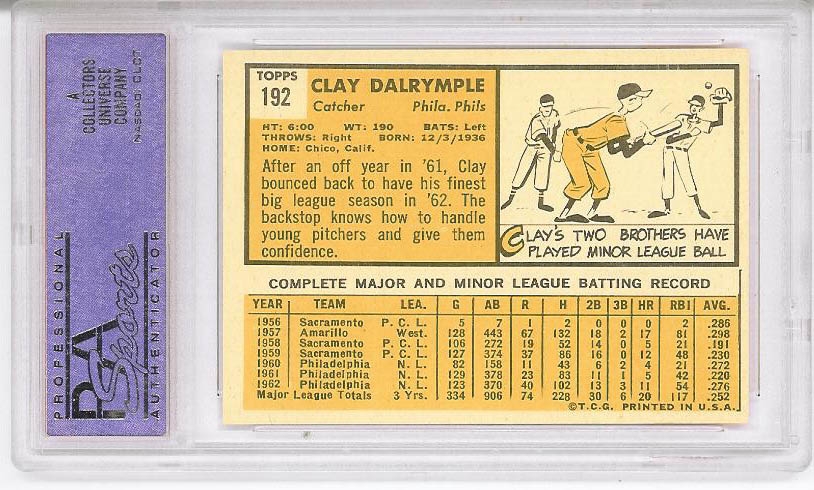 A
COLLECTORS
UNIVERSE
COMPANY
NASDAQ: CLCT
PROFESSIONAL
PSA
Sports
AUTHENTICATOR
TOPPS
192
CLAY DALRYMPLE
Catcher Phila. Phils
HT: 6:00 WT: 190 BATS: Left
THROWS: Right BORN: 12/3/1936
HOME: Chico, Calif.
After an off year in '61, Clay
bounced back to have his finest
big league season in '62. The
backstop knows how to handle
young pitchers and give them
confidence.
CLAY'S TWO BROTHERS HAVE
PLAYED MINOR LEAGUE BALL
COMPLETE MAJOR AND MINOR LEAGUE BATTING RECORD
YEAR TEAM LEA. G AB R H 2B 3B HR RBI AVG.
1956 Sacramento P. C. L. 5 7 1 2 0 0 0 2 .286
1957 Amarillo West. 128 443 67 132 18 2 17 81 .298
1958 Sacramento P. C. L. 106 272 19 52 14 0 5 21 .191
1959 Sacramento P. C. L. 127 374 37 86 16 0 12 48 .230
1960 Philadelphia N. L. 82 158 11 43 6 2 4 21 .272
1961 Philadelphia N. L. 129 378 23 83 11 1 5 42 .220
1962 Philadelphia N. L. 123 370 40 102 13 3 11 54 .276
Major League Totals 3 Yrs. 334 906 74 228 30 6 20 117 .252
©T.C.G. PRINTED IN U.S.A.